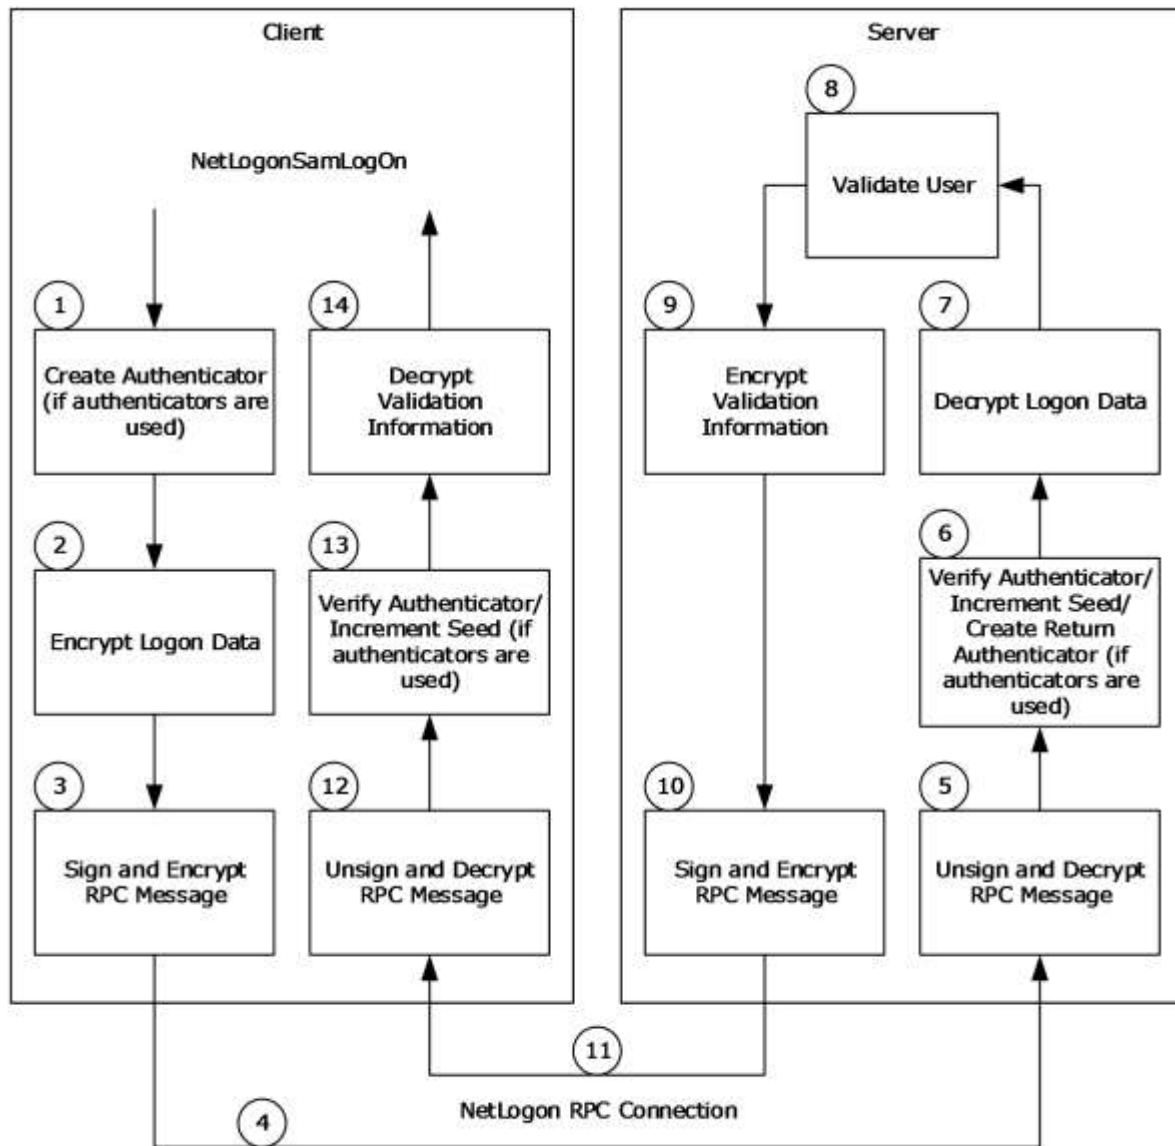 Client
NetLogonSamLogOn
1
Create Authenticator
(if authenticators are
used)
2
Encrypt Logon Data
3
Sign and Encrypt
RPC Message
14
Decrypt
Validation
Information
13
Verify Authenticator/
Increment Seed (if
authenticators are
used)
12
Unsign and Decrypt
RPC Message
Server
8
Validate User
9
Encrypt
Validation
Information
10
Sign and Encrypt
RPC Message
7
Decrypt Logon Data
6
Verify Authenticator/
Increment Seed/
Create Return
Authenticator (if
authenticators are
used)
5
Unsign and Decrypt
RPC Message
11
NetLogon RPC Connection
4